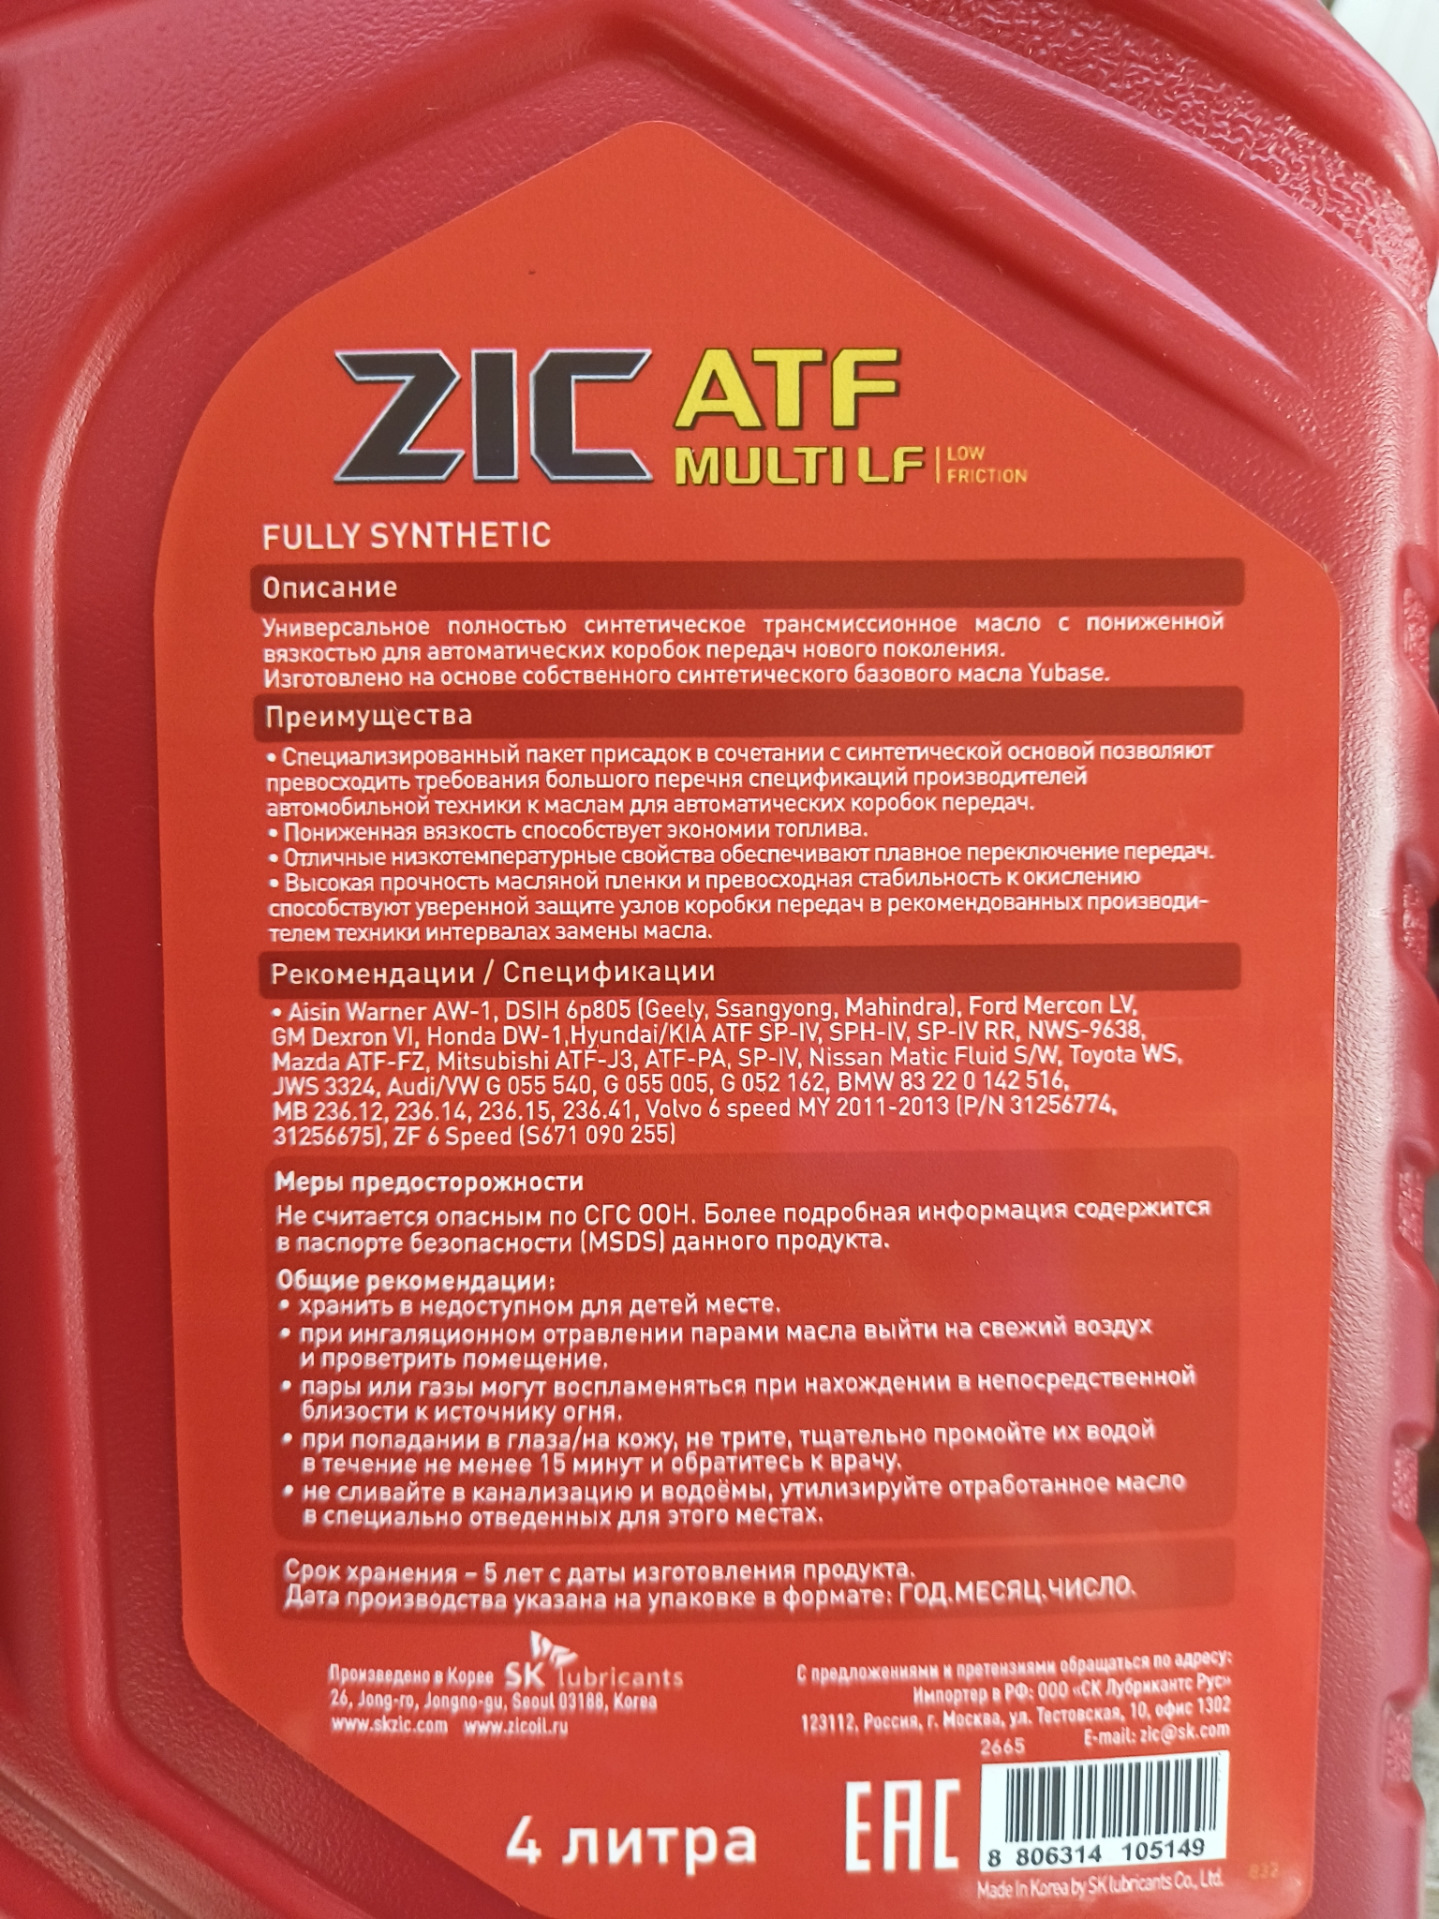 ZIC ATF
MULTI LF | LOW FRICTION
FULLY SYNTHETIC
Описание
Универсальное полностью синтетическое трансмиссионное масло с пониженной
вязкостью для автоматических коробок передач нового поколения.
Изготовлено на основе собственного синтетического базового масла Yubase.
Преимущества
• Специализированный пакет присадок в сочетании с синтетической основой позволяют
превосходить требования большого перечня спецификаций производителей
автомобильной техники к маслам для автоматических коробок передач.
• Пониженная вязкость способствует экономии топлива.
• Отличные низкотемпературные свойства обеспечивают плавное переключение передач.
• Высокая прочность масляной пленки и превосходная стабильность к окислению
способствуют уверенной защите узлов коробки передач в рекомендованных производи-
телем техники интервалах замены масла.
Рекомендации / Спецификации
• Aisin Warner AW-1, DSIH 6p805 (Geely, Ssangyong, Mahindra), Ford Mercon LV,
GM Dexron VI, Honda DW-1,Hyundai/KIA ATF SP-IV, SPH-IV, SP-IV RR, NWS-9638,
Mazda ATF-FZ, Mitsubishi ATF-J3, ATF-PA, SP-IV, Nissan Matic Fluid S/W, Toyota WS,
JWS 3324, Audi/VW G 055 540, G 055 005, G 052 162, BMW 83 22 0 142 516,
MB 236.12, 236.14, 236.15, 236.41, Volvo 6 speed MY 2011-2013 (P/N 31256774,
31256675), ZF 6 Speed (S671 090 255)
Меры предосторожности
Не считается опасным по СГС ООН. Более подробная информация содержится
в паспорте безопасности (MSDS) данного продукта.
Общие рекомендации:
• хранить в недоступном для детей месте.
• при ингаляционном отравлении парами масла выйти на свежий воздух
и проветрить помещение.
• пары или газы могут воспламеняться при нахождении в непосредственной
близости к источнику огня.
• при попадании в глаза/на кожу, не трите, тщательно промойте их водой
в течение не менее 15 минут и обратитесь к врачу.
• не сливайте в канализацию и водоёмы, утилизируйте отработанное масло
в специально отведенных для этого местах.
Срок хранения – 5 лет с даты изготовления продукта.
Дата производства указана на упаковке в формате: ГОД.МЕСЯЦ.ЧИСЛО.
Произведено в Корее SK lubricants
26, Jong-ro, Jongno-gu, Seoul 03188, Korea
www.skzic.com www.zicoil.ru
С предложениями и претензиями обращаться по адресу:
Импортер в РФ: ООО «СК Лубрикантс Рус»
123112, Россия, г. Москва, ул. Тестовская, 10, офис 1302
E-mail: zic@sk.com
2665
4 литра
EAC
8 806314 105149
Made In Korea by SK lubricants Co., Ltd.
832